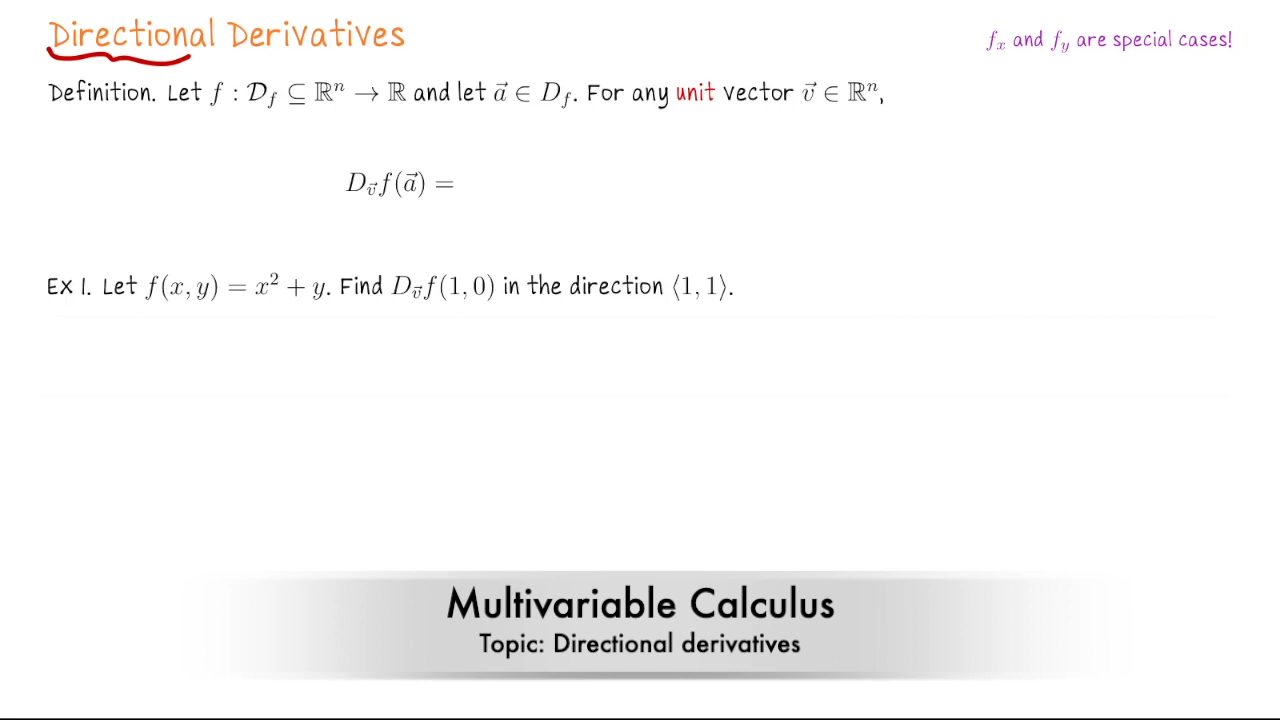 Directional Derivatives
f_x and f_y are special cases!
Definition. Let f : 𝒟_f ⊆ ℝⁿ → ℝ and let a⃗ ∈ D_f. For any unit vector v⃗ ∈ ℝⁿ,
D_v⃗ f(a⃗) =
Ex 1. Let f(x, y) = x² + y. Find D_v⃗ f(1, 0) in the direction ⟨1, 1⟩.
Multivariable Calculus
Topic: Directional derivatives